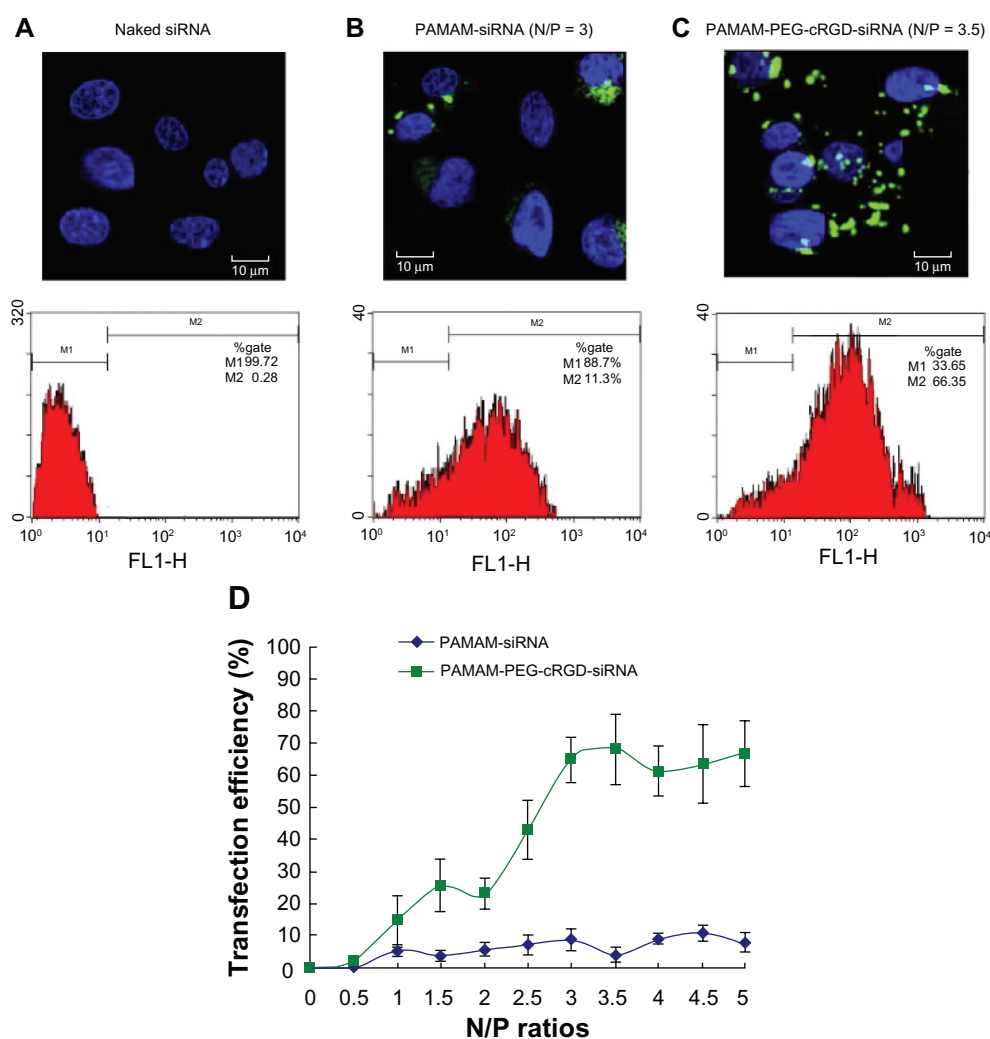 A
Naked siRNA
10 μm
320
0
M1
M2
%gate
M1 99.72
M2 0.28
10⁰ 10¹ 10² 10³ 10⁴
FL1-H
B
PAMAM-siRNA (N/P = 3)
10 μm
40
0
M1
M2
%gate
M1 88.7%
M2 11.3%
10⁰ 10¹ 10² 10³ 10⁴
FL1-H
C
PAMAM-PEG-cRGD-siRNA (N/P = 3.5)
10 μm
40
0
M1
M2
%gate
M1 33.65
M2 66.35
10⁰ 10¹ 10² 10³ 10⁴
FL1-H
D
PAMAM-siRNA
PAMAM-PEG-cRGD-siRNA
Transfection efficiency (%)
100
90
80
70
60
50
40
30
20
10
0
0 0.5 1 1.5 2 2.5 3 3.5 4 4.5 5
N/P ratios